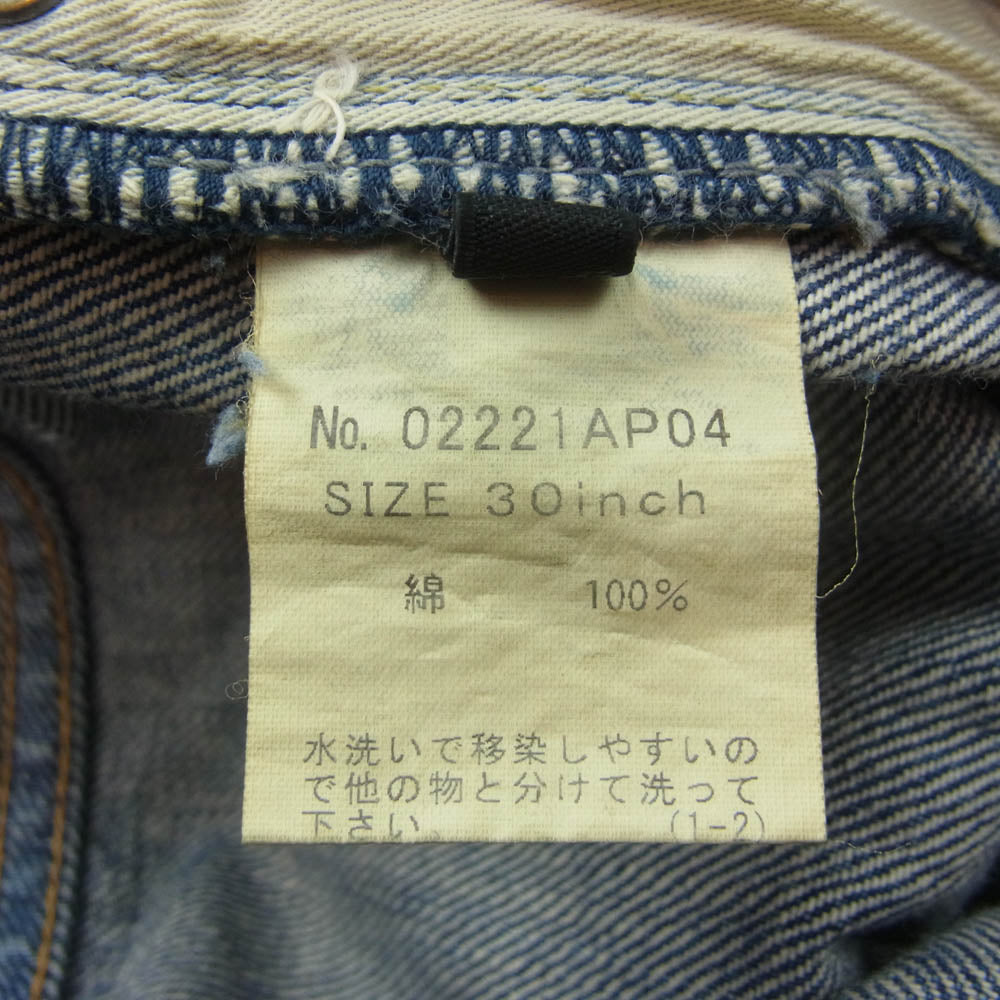 No. 02221AP04
SIZE 30inch
綿 100%
水洗いで移染しやすいの
で他の物と分けて洗って
下さい。 (1-2)